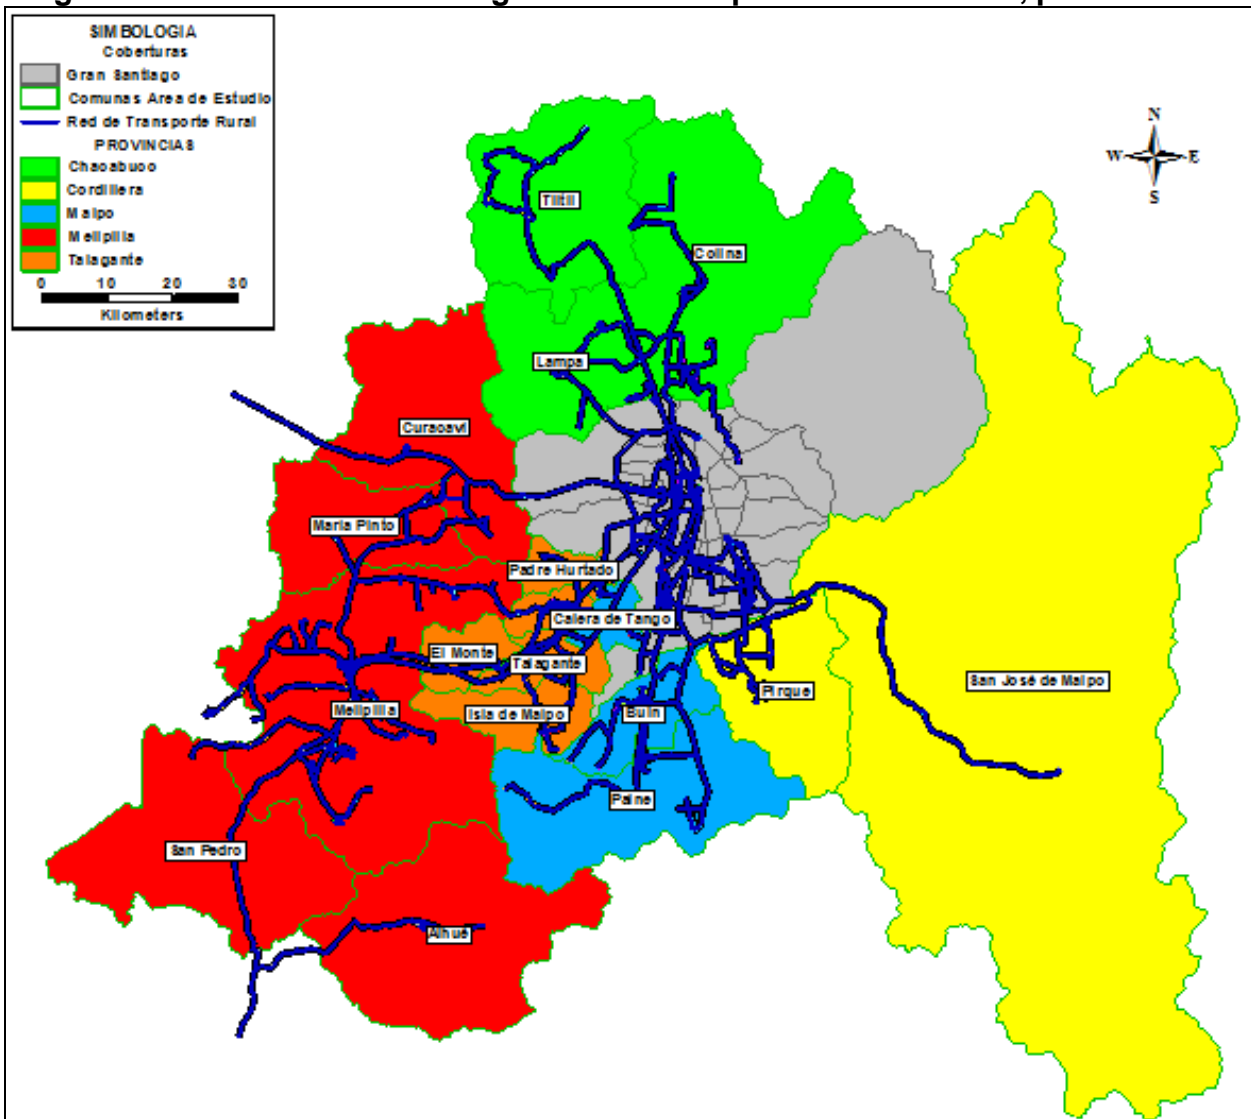 SIMBOLOGIA
Coberturas
Gran Santiago
Comunas Area de Estudio
Red de Transporte Rural
PROVINCIAS
Chacabuco
Cordillera
Maipo
Melipilla
Talagante
0 10 20 30
Kilometers
N
W E
S
Tiltil
Colina
Lampa
Curacavi
Maria Pinto
Padre Hurtado
Calera de Tango
El Monte
Talagante
San José de Maipo
Pirque
Melipilla
Isla de Maipo
Buin
Paine
San Pedro
Alhué